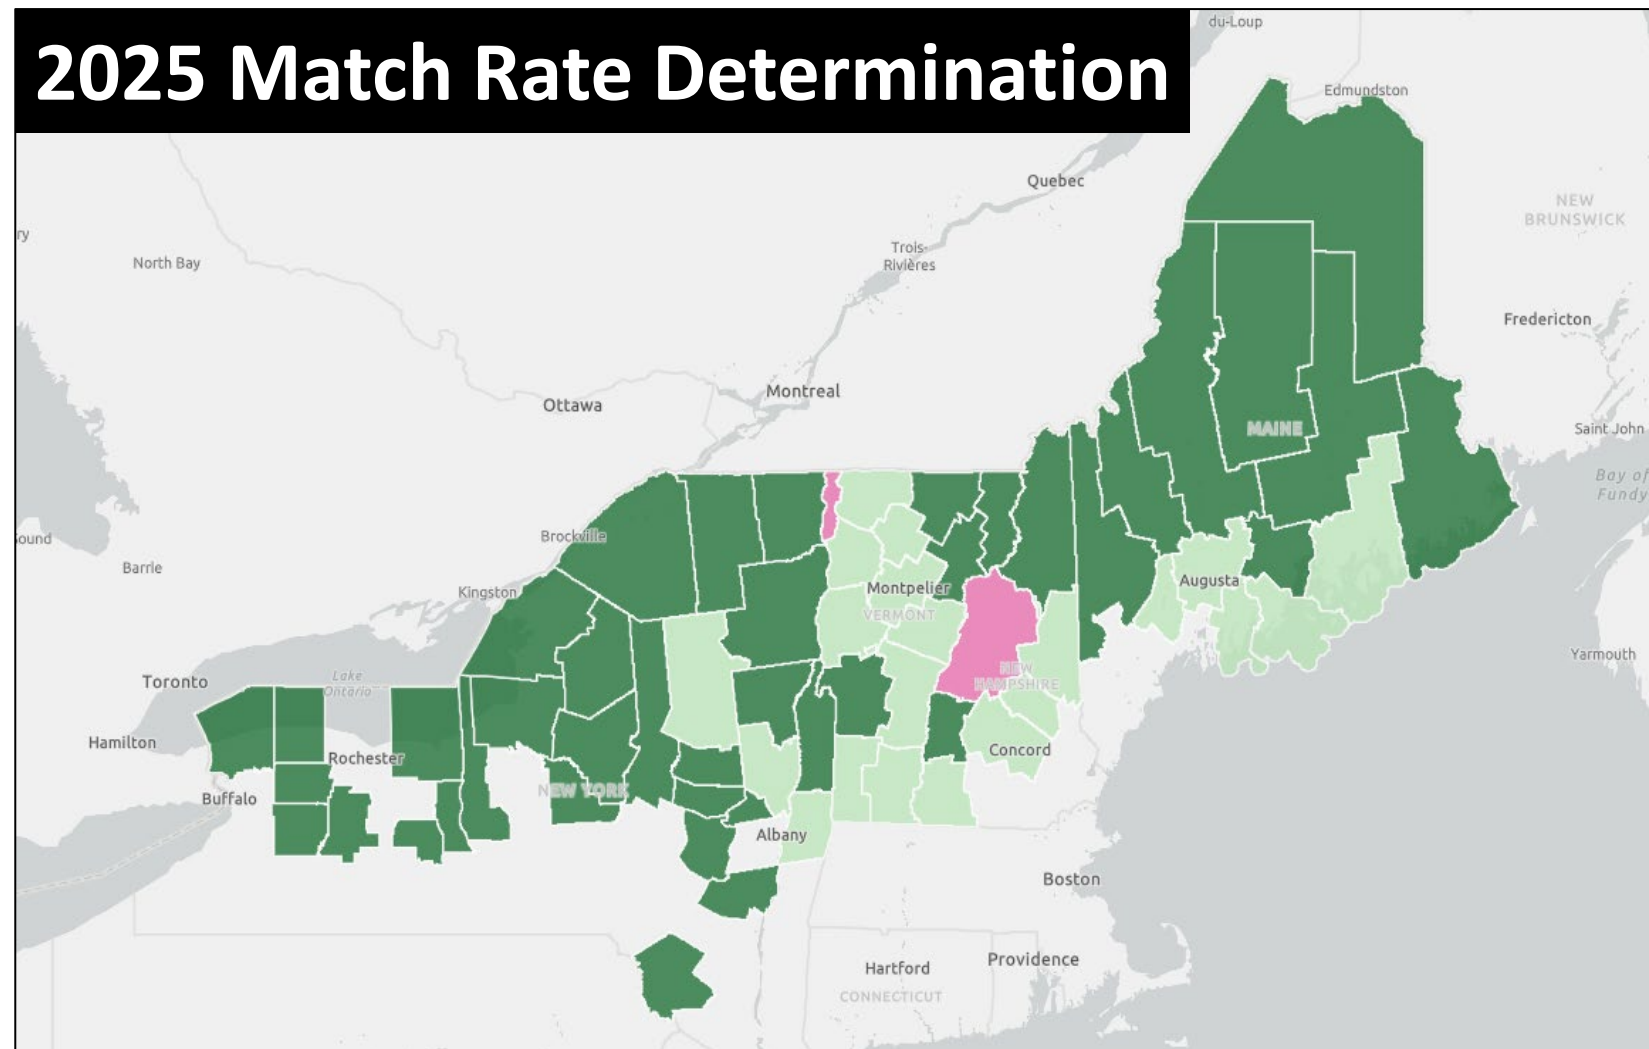 2025 Match Rate Determination
du-Loup
Edmundston
Quebec
NEW
BRUNSWICK
ry
North Bay
Trois-
Rivières
Fredericton
Montreal
Ottawa
MAINE
Saint John
Bay of
Fundy
Brockville
ound
Barrie
Kingston
Montpelier
Augusta
VERMONT
Yarmouth
Toronto
Lake
Ontario
NEW
HAMPSHIRE
Hamilton
Rochester
Concord
NEW YORK
Buffalo
Albany
Boston
Hartford
Providence
CONNECTICUT